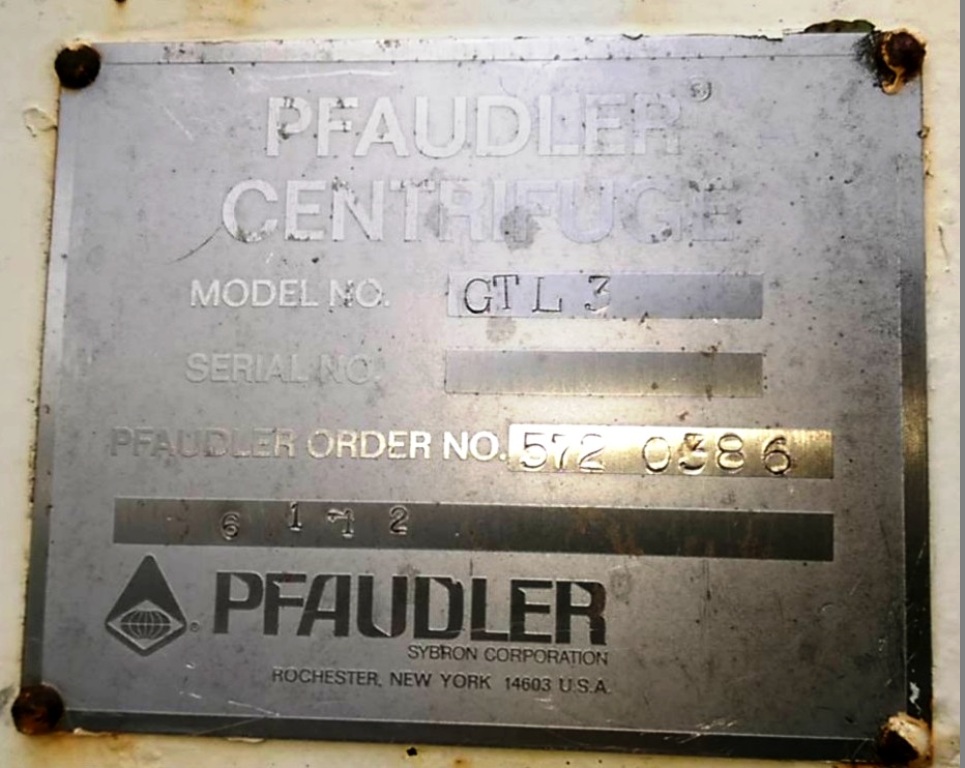 PFAUDLER®
CENTRIFUGE
MODEL NO. GTL 3
SERIAL NO.
PFAUDLER ORDER NO. 572 0386
6 1 2
PFAUDLER
SYBRON CORPORATION
ROCHESTER, NEW YORK 14603 U.S.A.